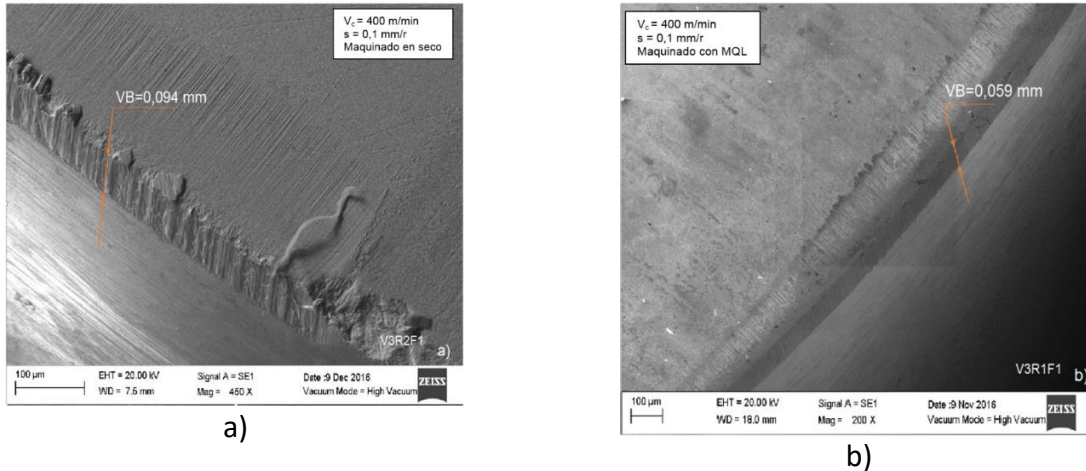 V_c = 400 m/min
s = 0,1 mm/r
Maquinado en seco
VB=0,094 mm
V3R2F1
a)
100 µm
EHT = 20.00 kV
WD = 7.5 mm
Signal A = SE1
Mag = 450 X
Date :9 Dec 2016
Vacuum Mode = High Vacuum
ZEISS
a)
V_c = 400 m/min
s = 0,1 mm/r
Maquinado con MQL
VB=0,059 mm
V3R1F1
b)
100 µm
EHT = 20.00 kV
WD = 18.0 mm
Signal A = SE1
Mag = 200 X
Date :9 Nov 2016
Vacuum Mode = High Vacuum
ZEISS
b)